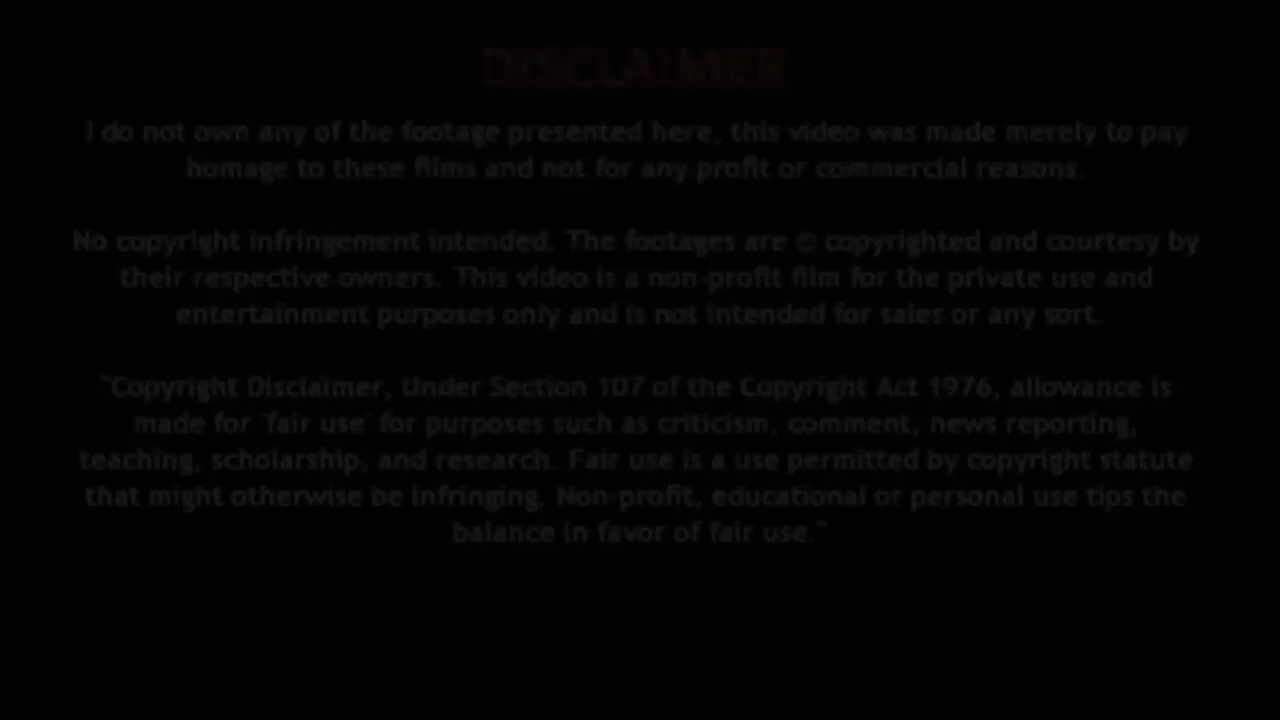 DISCLAIMER
I do not own any of the footage presented here, this video was made merely to pay
homage to these films and not for any profit or commercial reasons.
No copyright infringement intended. The footages are © copyrighted and courtesy by
their respective owners. This video is a non-profit film for the private use and
entertainment purposes only and is not intended for sales or any sort.
"Copyright Disclaimer, Under Section 107 of the Copyright Act 1976, allowance is
made for 'fair use' for purposes such as criticism, comment, news reporting,
teaching, scholarship, and research. Fair use is a use permitted by copyright statute
that might otherwise be infringing. Non-profit, educational or personal use tips the
balance in favor of fair use."